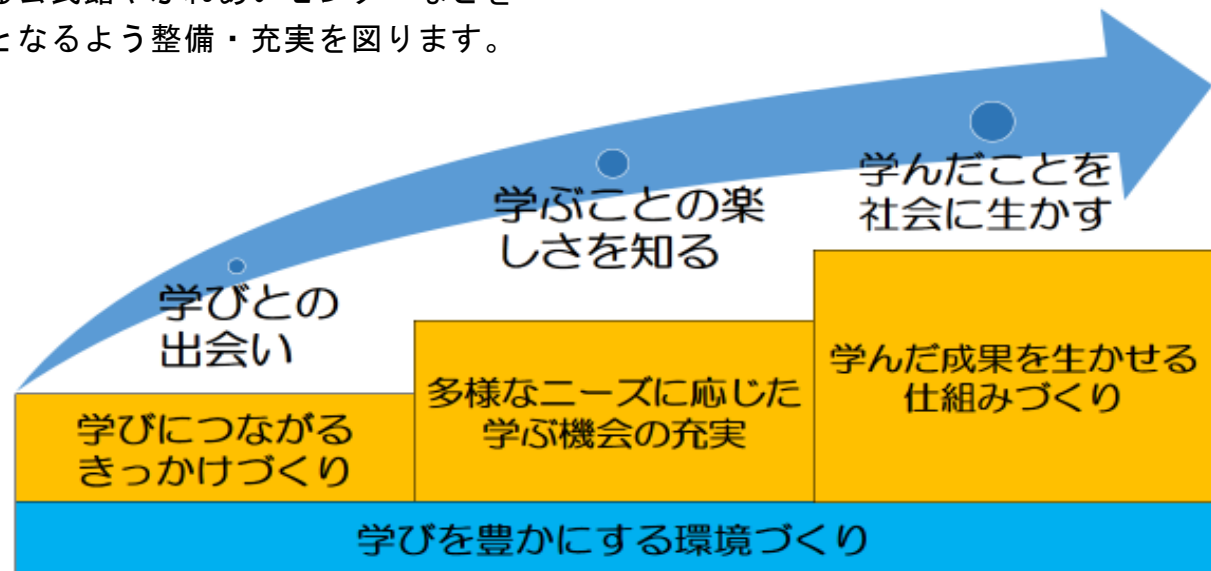 となるよう整備・充実を図ります。
学んだことを
社会に生かす
学ぶことの楽
しさを知る
学びとの
出会い
学んだ成果を生かせる
仕組みづくり
多様なニーズに応じた
学ぶ機会の充実
学びにつながる
きっかけづくり
学びを豊かにする環境づくり